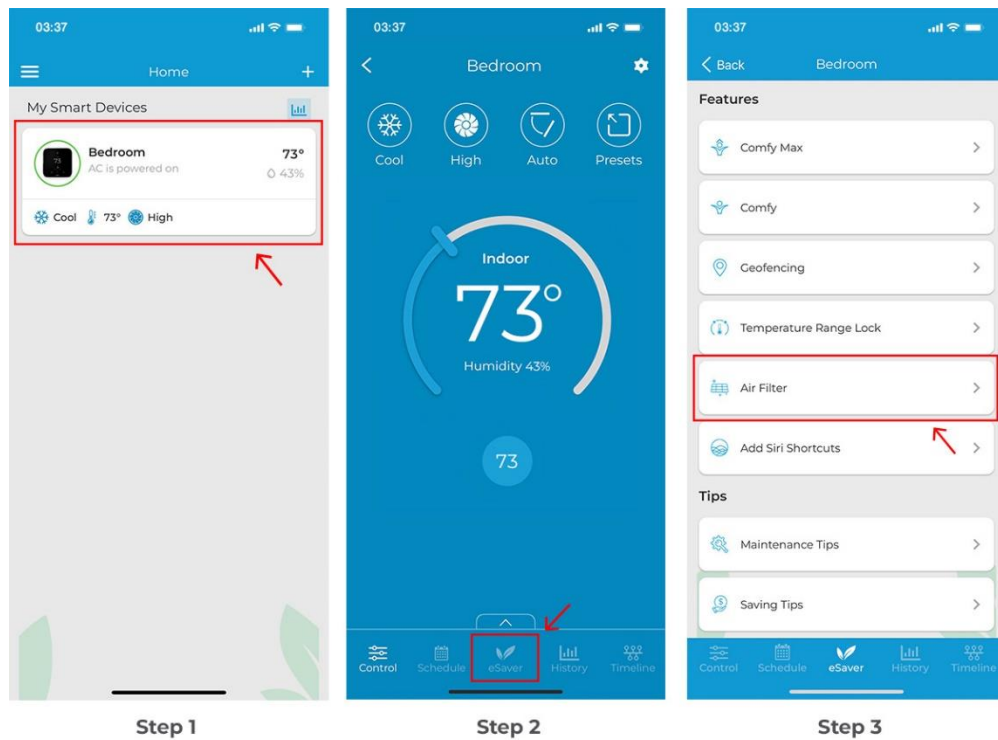 03:37
Home
My Smart Devices
73
Bedroom
73°
AC is powered on
43%
Cool
73°
High
Step 1
03:37
Bedroom
Cool
High
Auto
Presets
Indoor
73°
Humidity 43%
73
Control
Schedule
eSaver
History
Timeline
Step 2
03:37
Back
Bedroom
Features
Comfy Max
Comfy
Geofencing
Temperature Range Lock
Air Filter
Add Siri Shortcuts
Tips
Maintenance Tips
Saving Tips
Control
Schedule
eSaver
History
Timeline
Step 3